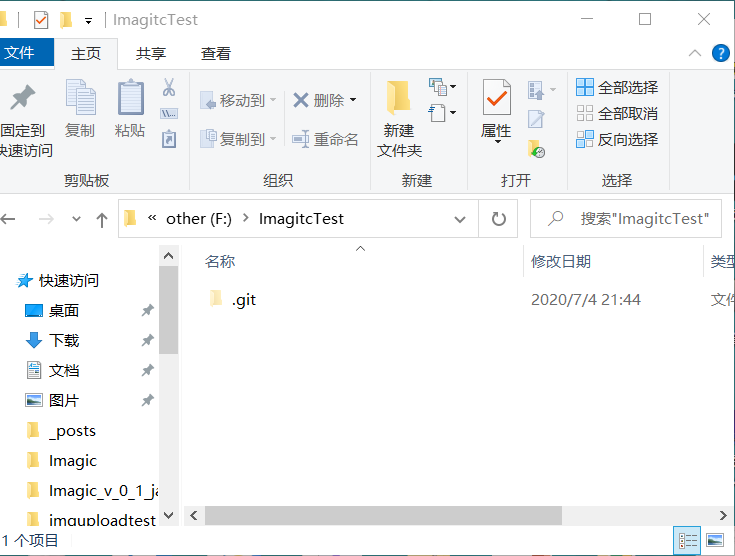 ImagitcTest
文件 主页 共享 查看
固定到
快速访问
复制
粘贴
剪贴板
移动到
复制到
删除
重命名
组织
新建
文件夹
新建
属性
打开
全部选择
全部取消
反向选择
选择
« other (F:) > ImagitcTest
搜索"ImagitcTest"
名称 修改日期 类型
.git 2020/7/4 21:44 文件
快速访问
桌面
下载
文档
图片
_posts
Imagic
Imagic_v_0_1_ja
imguploadtest
1 个项目